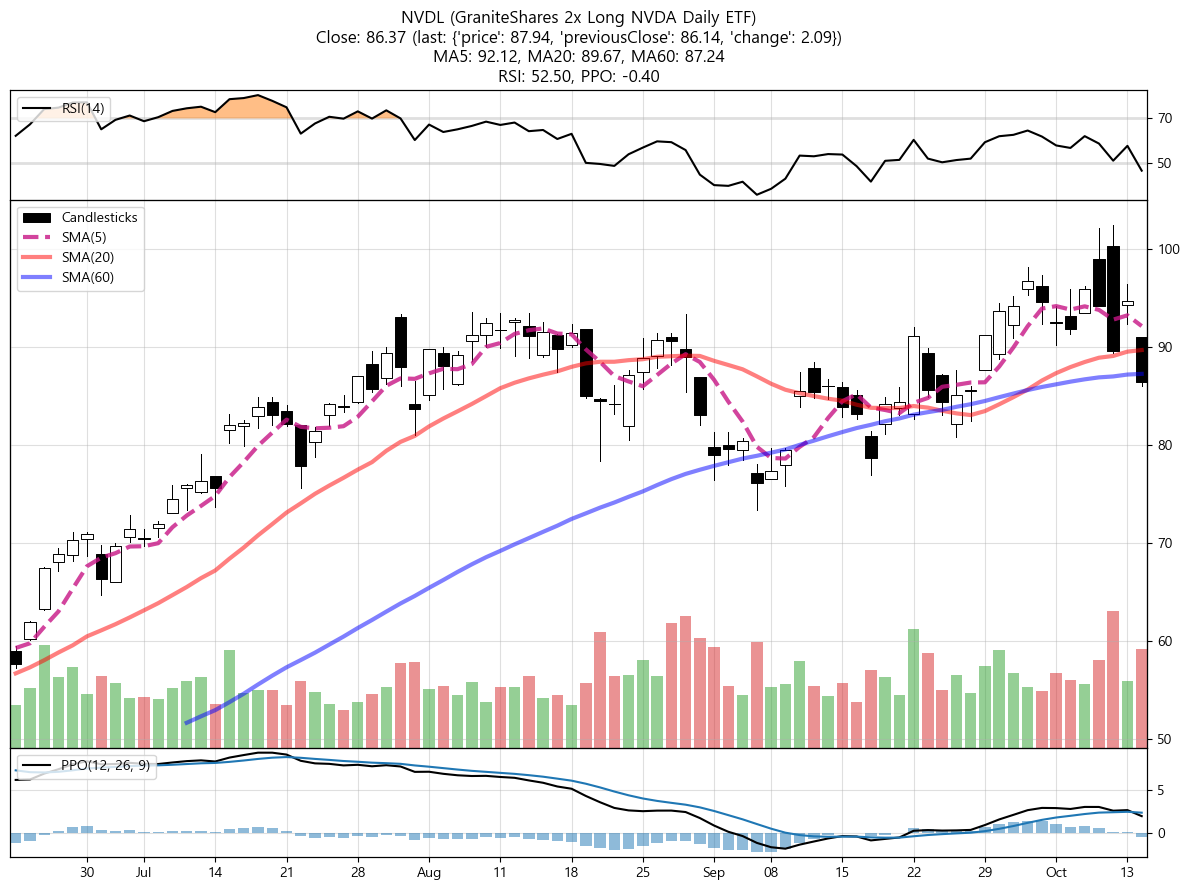 NVDL (GraniteShares 2x Long NVDA Daily ETF)
Close: 86.37 (last: {'price': 87.94, 'previousClose': 86.14, 'change': 2.09})
MA5: 92.12, MA20: 89.67, MA60: 87.24
RSI: 52.50, PPO: -0.40
RSI(14)
70
50
Candlesticks
SMA(5)
SMA(20)
SMA(60)
100
90
80
70
60
50
PPO(12, 26, 9)
5
0
30 Jul 14 21 28 Aug 11 18 25 Sep 08 15 22 29 Oct 13